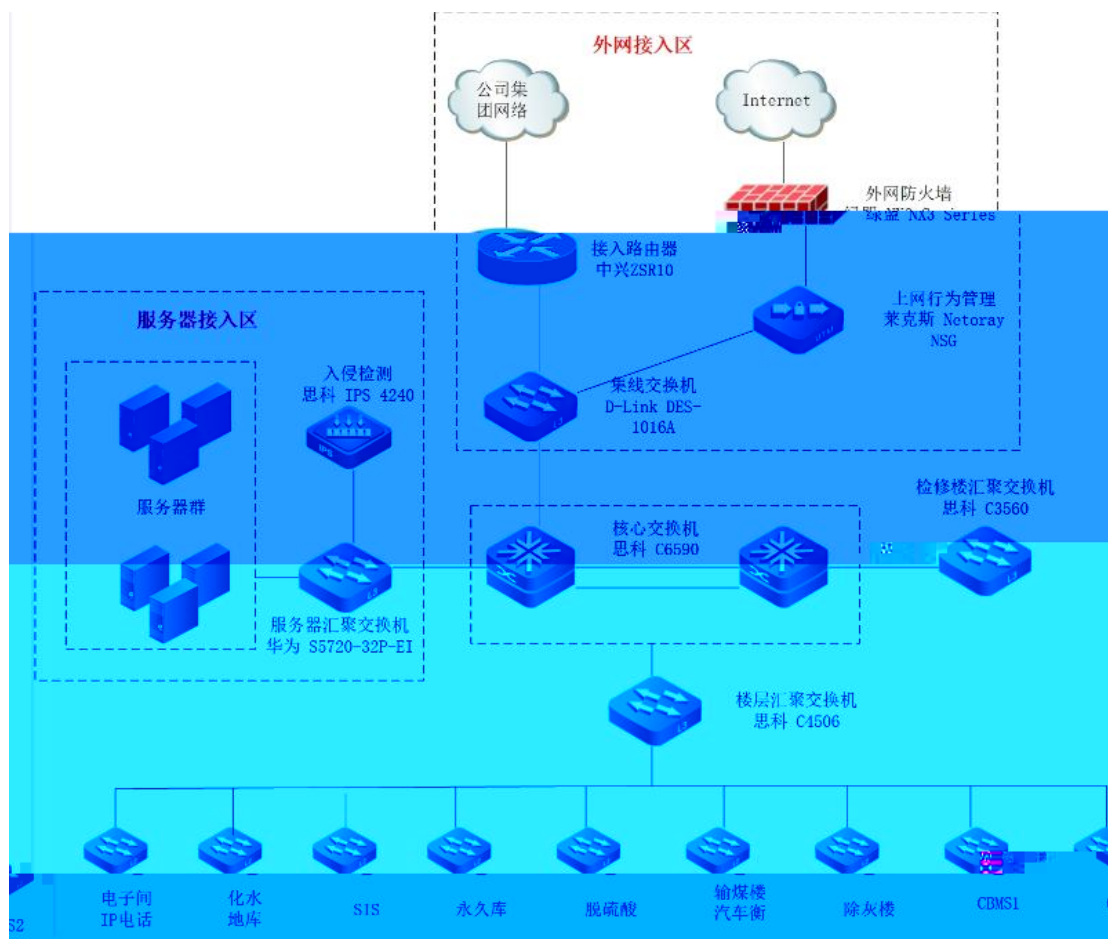 外网接入区
公司集
团网络
Internet
外网防火墙
绿盟 NX3 Series
接入路由器
中兴ZSR10
上网行为管理
莱克斯 Netoray
NSG
服务器接入区
入侵检测
思科 IPS 4240
IPS
集线交换机
D-Link DES-
1016A
服务器群
核心交换机
思科 C6590
检修楼汇聚交换机
思科 C3560
服务器汇聚交换机
华为 S5720-32P-EI
楼层汇聚交换机
思科 C4506
电子间
IP电话
化水
地库
SIS
永久库
脱硫酸
输煤楼
汽车衡
除灰楼
CBMS1
S2